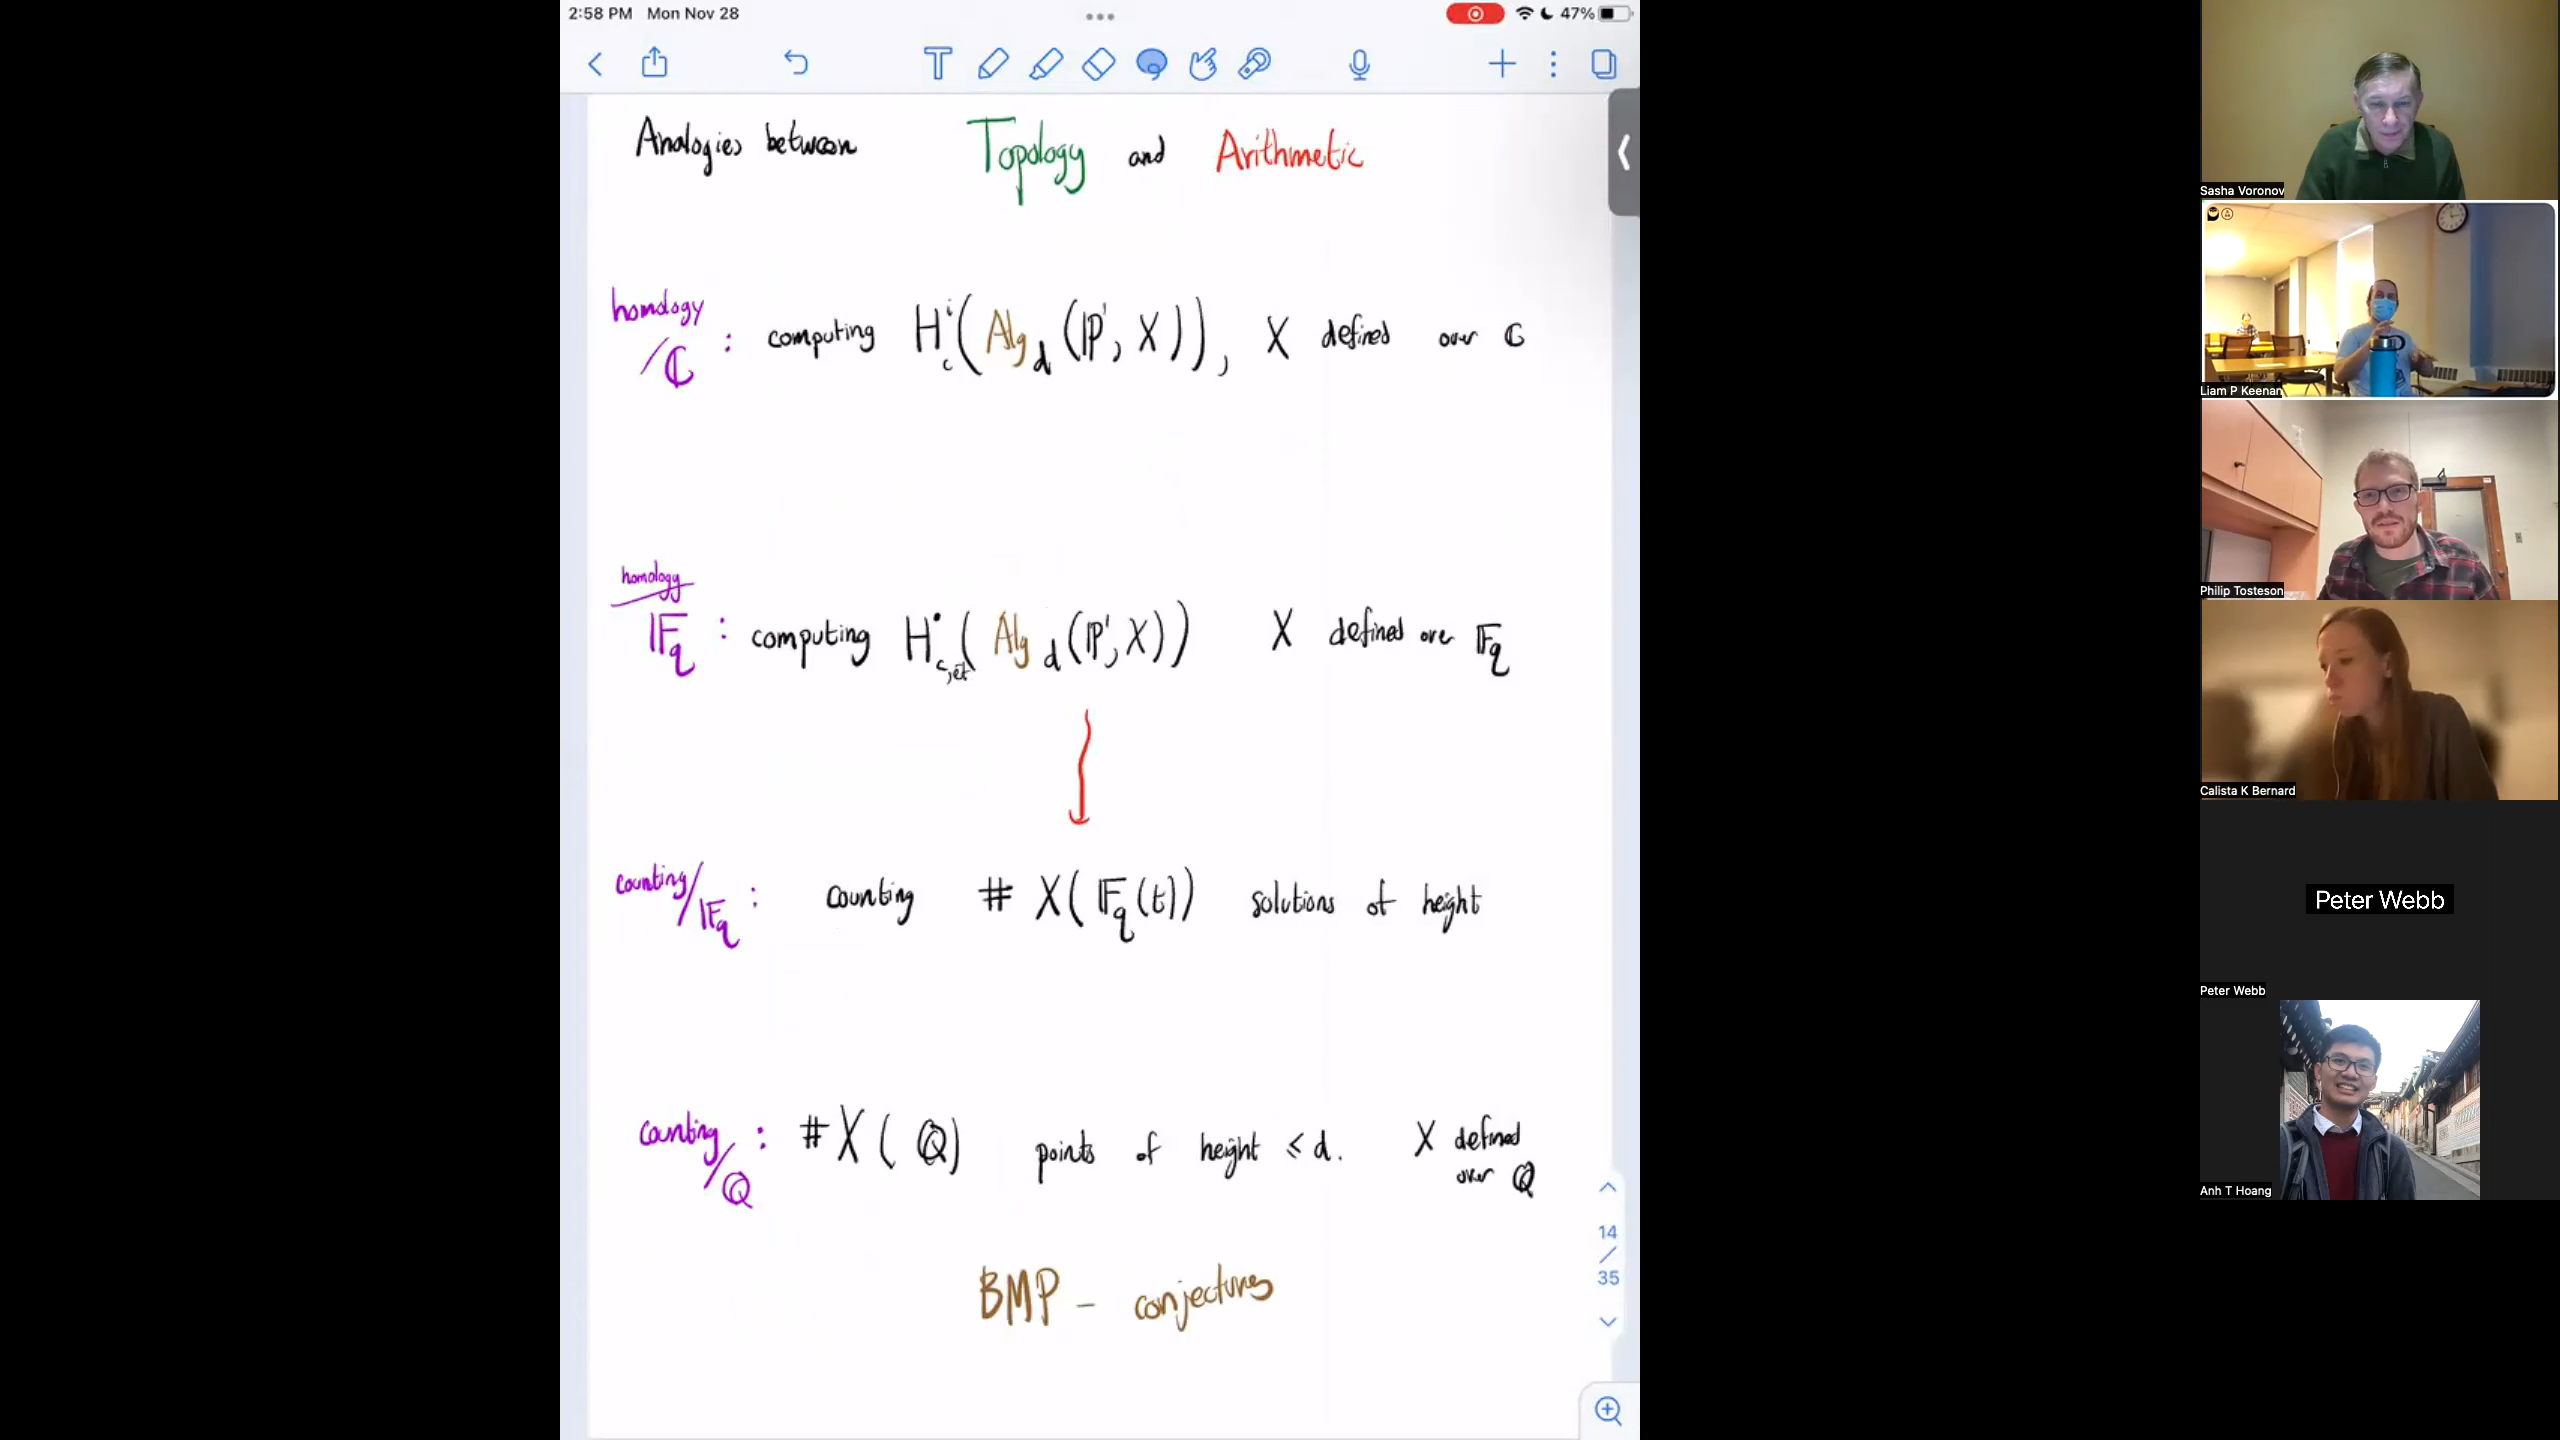 2:58 PM Mon Nov 28
47%
Analogies between Topology and Arithmetic
homology
/ℂ : computing H^i_c(Alg_d(ℙ¹, X)), X defined over ℂ
homology
𝔽_q : computing H^•_{c,ét}(Alg_d(ℙ¹, X)) X defined over 𝔽_q
counting/𝔽_q : counting # X(𝔽_q(t)) solutions of height
counting/ℚ : #X(ℚ) points of height ≤ d. X defined over ℚ
BMP – conjectures
14
/
35
Sasha Voronov
Liam P Keenan
Philip Tosteson
Calista K Bernard
Peter Webb
Peter Webb
Anh T Hoang